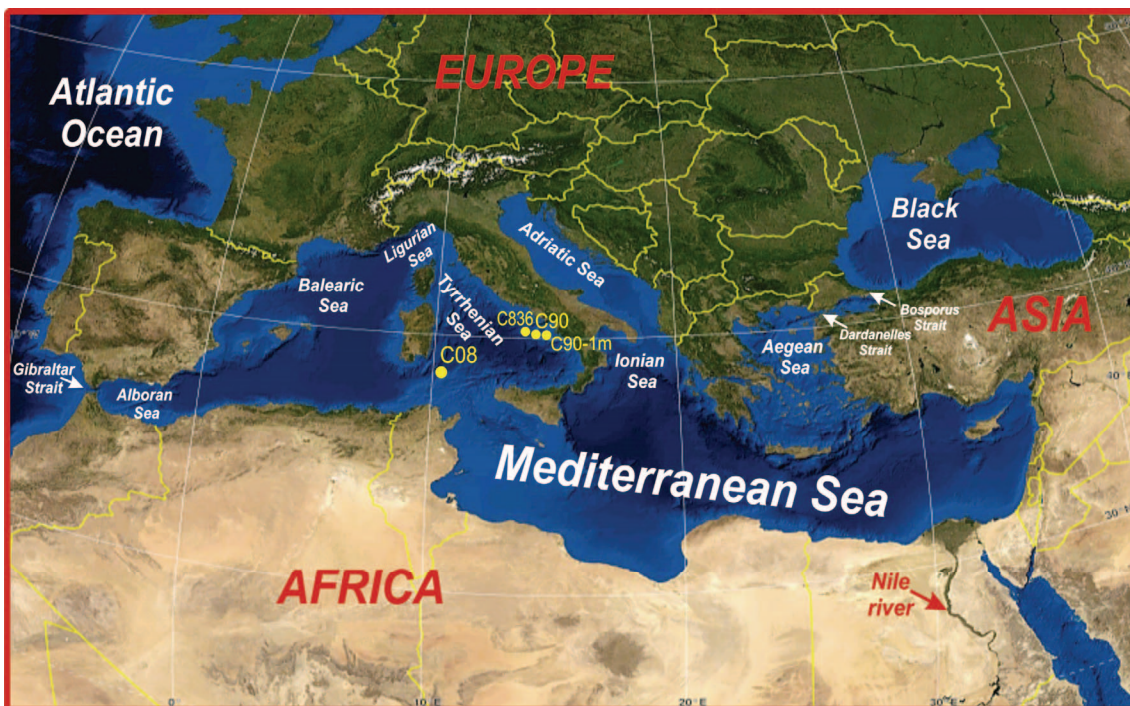 EUROPE
Atlantic
Ocean
Black
Sea
Ligurian
Sea
Adriatic Sea
Balearic
Sea
Tyrrhenian
Sea
C836
C90
C90-1m
C08
Bosporus
Strait
ASIA
Dardanelles
Strait
Aegean
Sea
Ionian
Sea
Gibraltar
Strait
Alboran
Sea
Mediterranean Sea
AFRICA
Nile
river
0
10 E
20 E
30 E